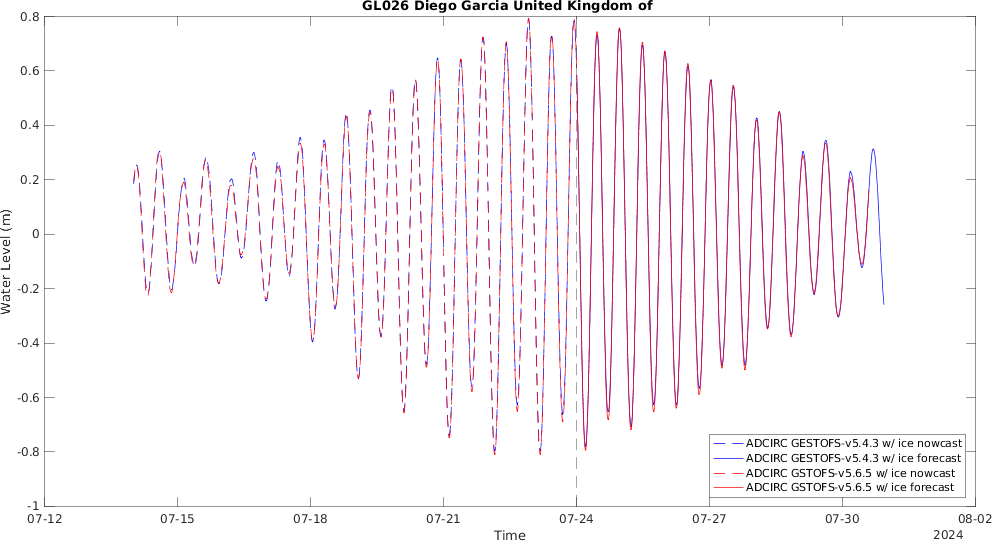 GL026 Diego Garcia United Kingdom of
0.8
0.6
0.4
0.2
0
-0.2
-0.4
-0.6
-0.8
-1
Water Level (m)
ADCIRC GESTOFS-v5.4.3 w/ ice nowcast
ADCIRC GESTOFS-v5.4.3 w/ ice forecast
ADCIRC GSTOFS-v5.6.5 w/ ice nowcast
ADCIRC GSTOFS-v5.6.5 w/ ice forecast
07-12 07-15 07-18 07-21 07-24 07-27 07-30 08-02
Time
2024